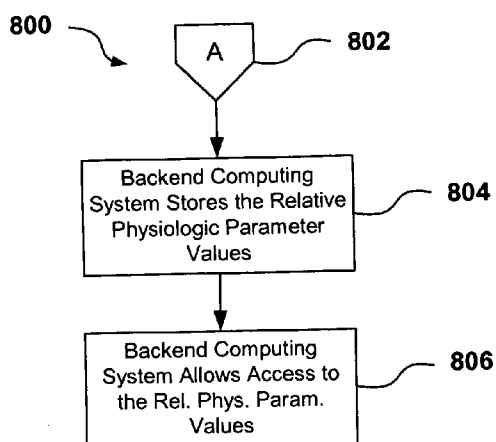 800
A
802
Backend Computing
System Stores the Relative
Physiologic Parameter
Values
804
Backend Computing
System Allows Access to
the Rel. Phys. Param.
Values
806